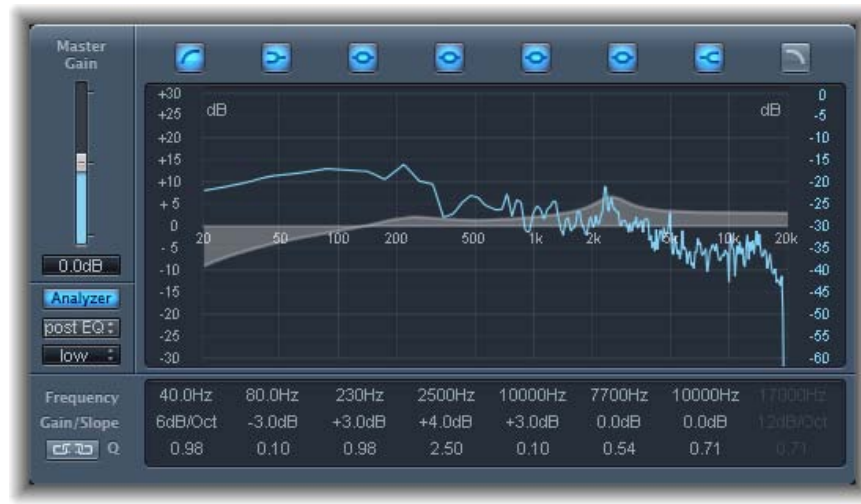 Master
Gain
+30
+25
+20
+15
+10
+ 5
0
- 5
-10
-15
-20
-25
-30
dB
dB
20 50 100 200 500 1k 2k 10k 20k
0
-5
-10
-15
-20
-25
-30
-35
-40
-45
-50
-55
-60
0.0dB
Analyzer
post EQ
low
Frequency 40.0Hz 80.0Hz 230Hz 2500Hz 10000Hz 7700Hz 10000Hz 17000Hz
Gain/Slope 6dB/Oct -3.0dB +3.0dB +4.0dB +3.0dB 0.0dB 0.0dB 12dB/Oct
Q 0.98 0.10 0.98 2.50 0.10 0.54 0.71 0.71